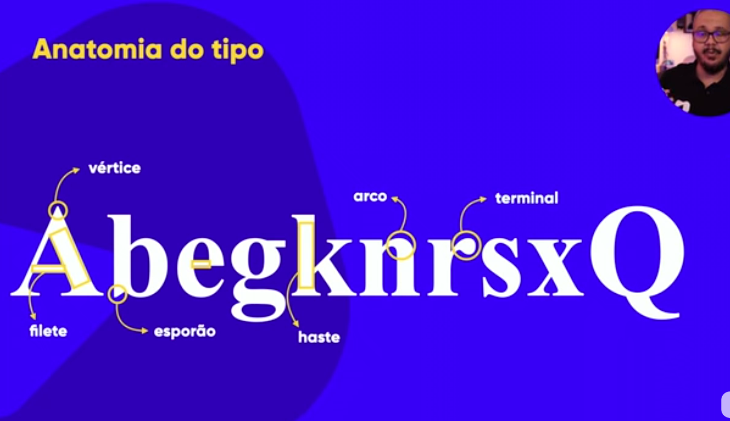 Anatomia do tipo
vértice
arco
terminal
AbegknrsxQ
filete
esporão
haste